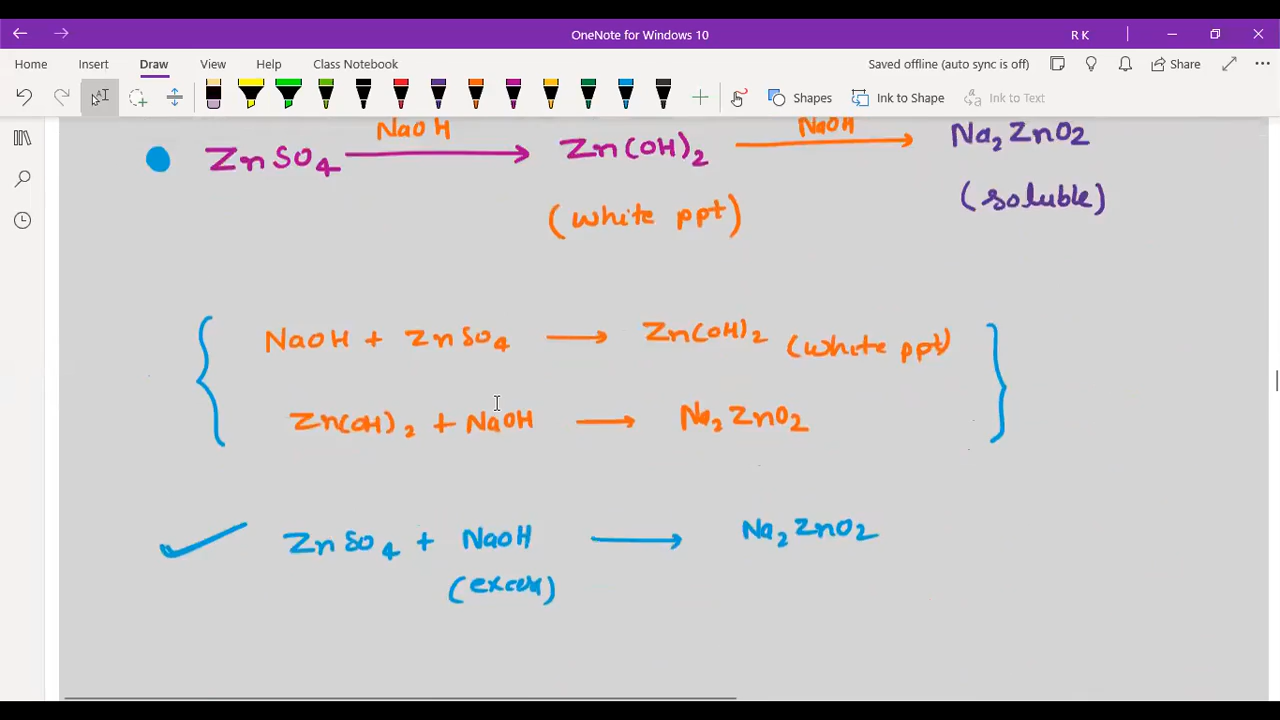 OneNote for Windows 10
R K
Home Insert Draw View Help Class Notebook
Saved offline (auto sync is off) Share
Shapes Ink to Shape Ink to Text
ZnSO4 NaOH Zn(OH)2 NaOH Na2ZnO2
(white ppt) (soluble)
NaOH + ZnSO4 → Zn(OH)2 (white ppt)
Zn(OH)2 + NaOH → Na2ZnO2
ZnSO4 + NaOH → Na2ZnO2
(excess)